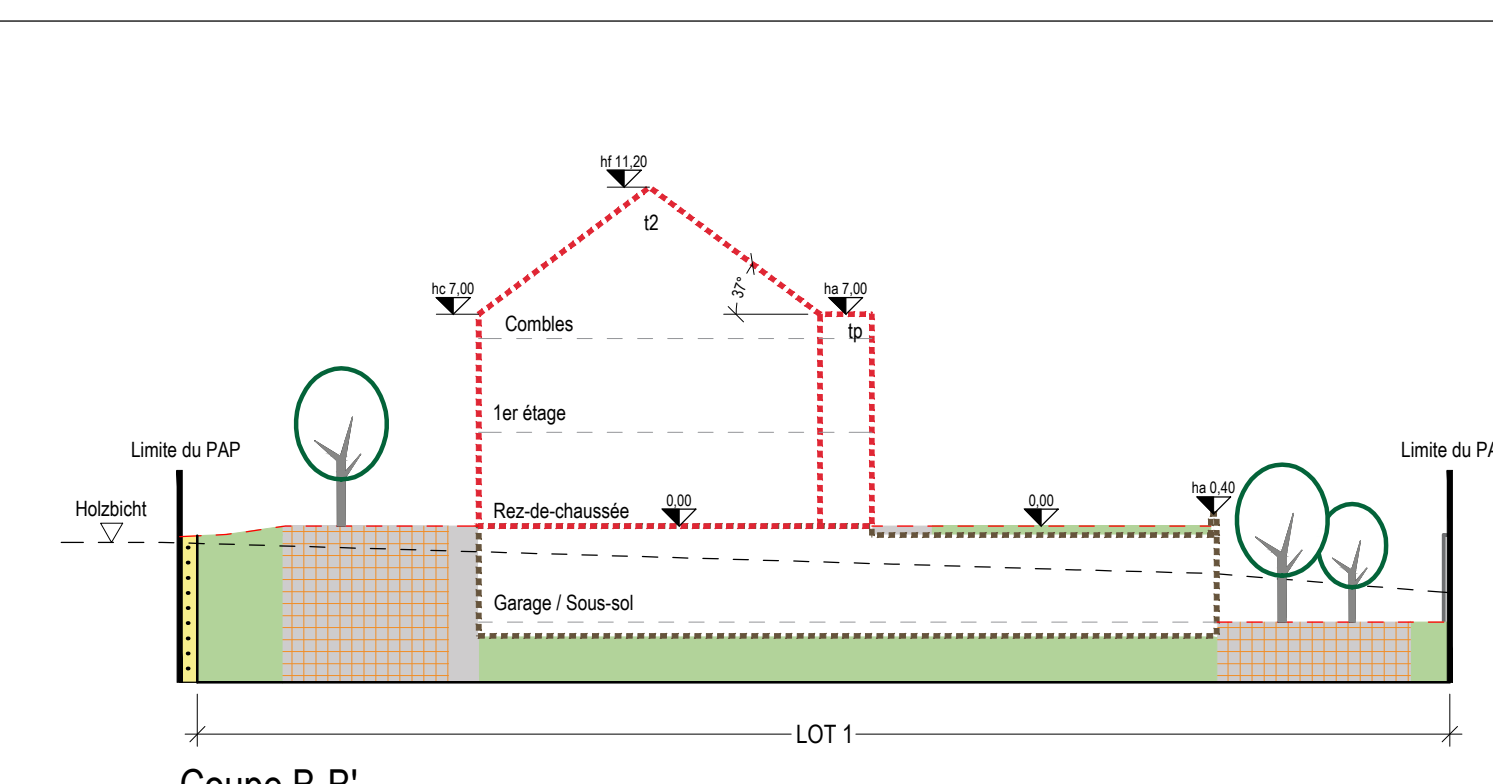 hf 11,20
t2
hc 7,00
37°
ha 7,00
Combles
tp
1er étage
Limite du PAP
Limite du PA
Holzbicht
Rez-de-chaussée
0,00
0,00
ha 0,40
Garage / Sous-sol
LOT 1